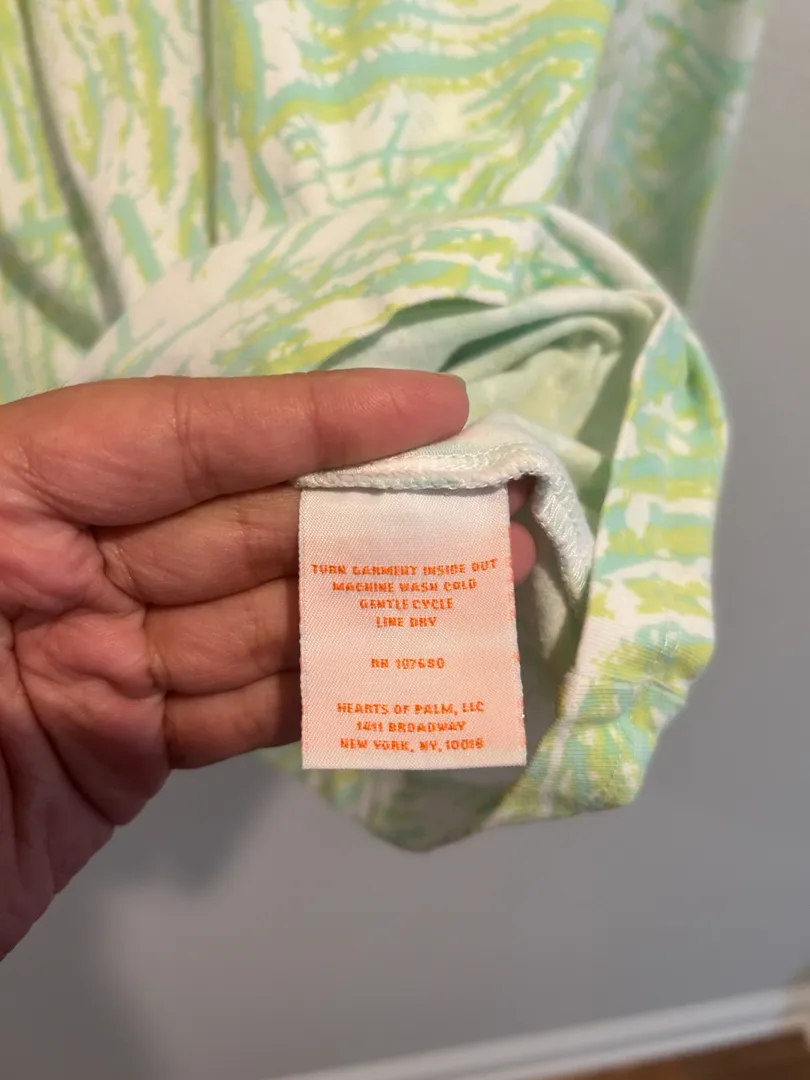 TURN GARMENT INSIDE OUT
MACHINE WASH COLD
GENTLE CYCLE
LINE DRY
RN 107680
HEARTS OF PALM, LLC
1411 BROADWAY
NEW YORK, NY, 10018